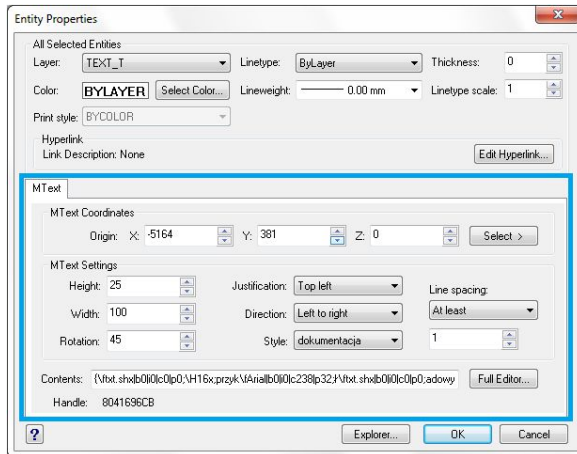 Entity Properties
All Selected Entities
Layer: TEXT_T Linetype: ByLayer Thickness: 0
Color: BYLAYER Select Color... Lineweight: 0.00 mm Linetype scale: 1
Print style: BYCOLOR
Hyperlink
Link Description: None Edit Hyperlink...
MText
MText Coordinates
Origin: X: -5164 Y: 381 Z: 0 Select >
MText Settings
Height: 25 Justification: Top left Line spacing:
Width: 100 Direction: Left to right At least
Rotation: 45 Style: dokumentacja 1
Contents: {\ftxt.shx|b0|i0|c0|p0;\H16x;przyk\fArial|b0|i0|c238|p32;ł\ftxt.shx|b0|i0|c0|p0;adowy Full Editor...
Handle: 8041696CB
? Explorer... OK Cancel